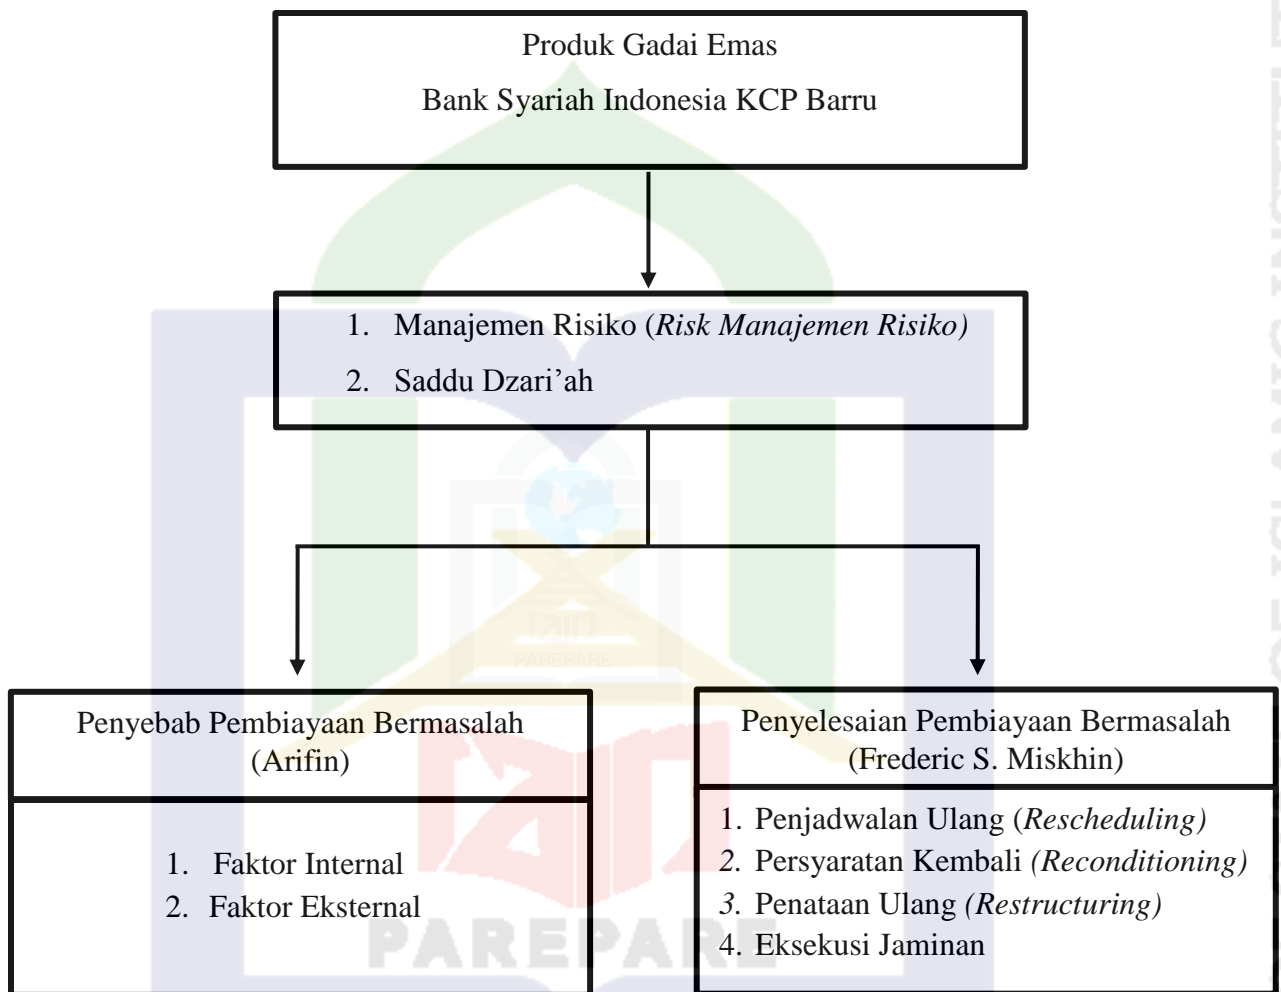 Produk Gadai Emas
Bank Syariah Indonesia KCP Barru
1. Manajemen Risiko (Risk Manajemen Risiko)
2. Saddu Dzari’ah
Penyebab Pembiayaan Bermasalah
(Arifin)
1. Faktor Internal
2. Faktor Eksternal
Penyelesaian Pembiayaan Bermasalah
(Frederic S. Miskhin)
1. Penjadwalan Ulang (Rescheduling)
2. Persyaratan Kembali (Reconditioning)
3. Penataan Ulang (Restructuring)
4. Eksekusi Jaminan
PAREPARE
PAREPARE